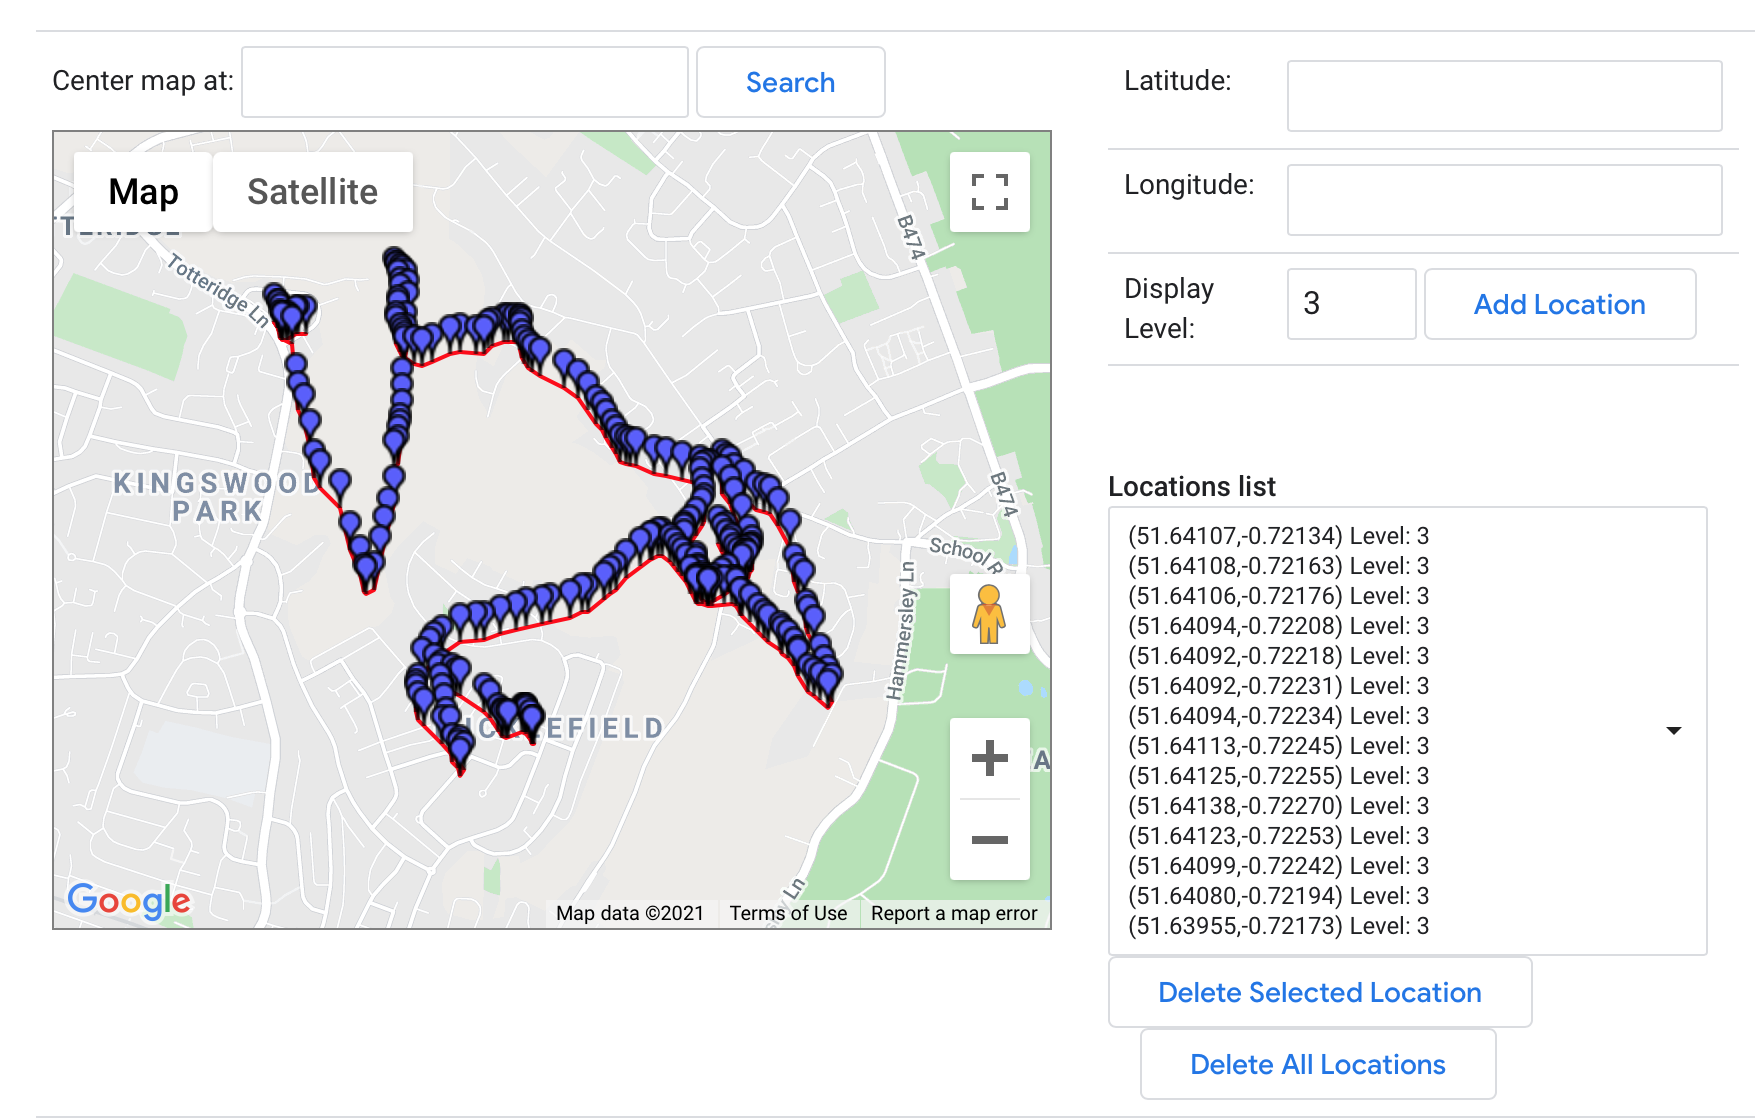 Center map at:
Search
Latitude:
Longitude:
Display
Level:
3
Add Location
Map
Satellite
Totteridge Ln
B474
KINGSWOOD
PARK
B474
School R
Hammersley Ln
EFIELD
Ln
Google
Map data ©2021
Terms of Use
Report a map error
Locations list
(51.64107,-0.72134) Level: 3
(51.64108,-0.72163) Level: 3
(51.64106,-0.72176) Level: 3
(51.64094,-0.72208) Level: 3
(51.64092,-0.72218) Level: 3
(51.64092,-0.72231) Level: 3
(51.64094,-0.72234) Level: 3
(51.64113,-0.72245) Level: 3
(51.64125,-0.72255) Level: 3
(51.64138,-0.72270) Level: 3
(51.64123,-0.72253) Level: 3
(51.64099,-0.72242) Level: 3
(51.64080,-0.72194) Level: 3
(51.63955,-0.72173) Level: 3
Delete Selected Location
Delete All Locations